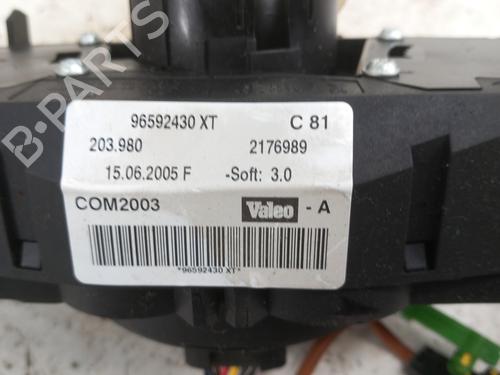 96592430 XT C 81
203.980 2176989
15.06.2005 F -Soft: 3.0
COM2003 Valeo - A
*96592430 XT*
B-PARTS